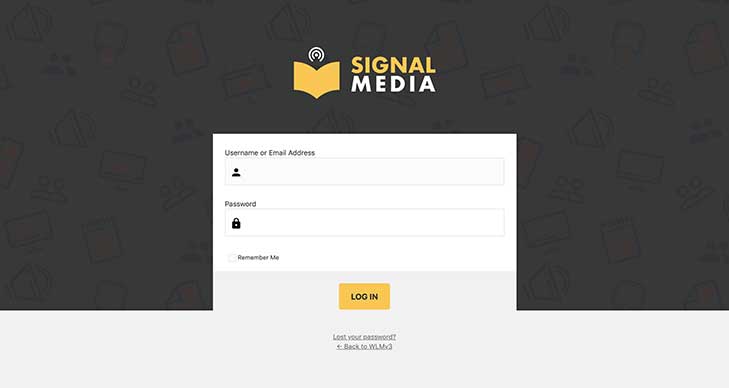 SIGNAL
MEDIA
Username or Email Address
Password
Remember Me
LOG IN
Lost your password?
← Back to WLMv3